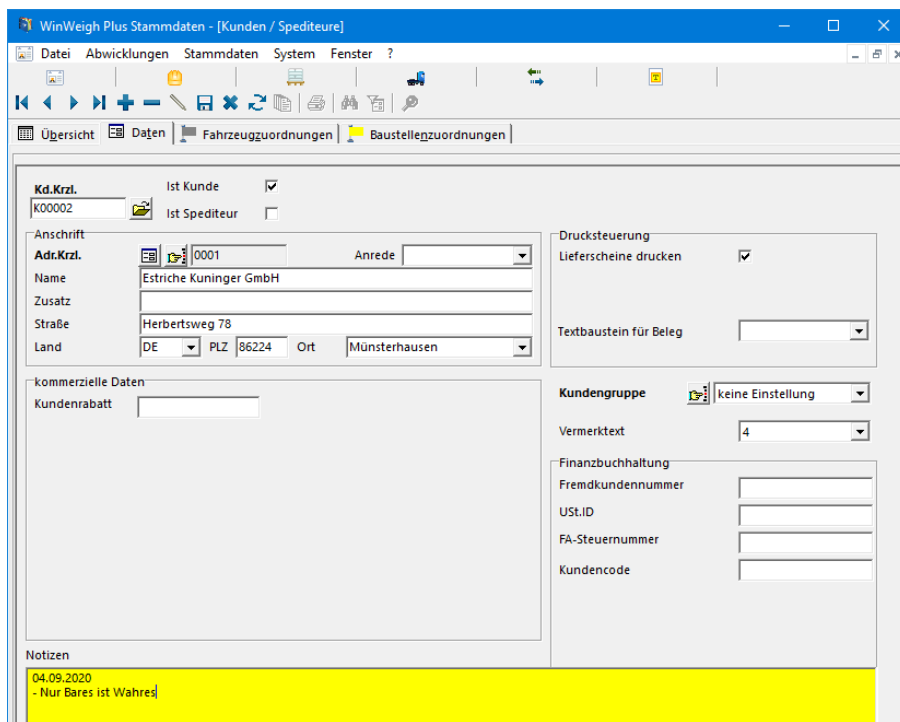 WinWeigh Plus Stammdaten - [Kunden / Spediteure]
Datei Abwicklungen Stammdaten System Fenster ?
Übersicht Daten Fahrzeugzuordnungen Baustellenzuordnungen
Kd.Krzl. Ist Kunde
K00002 Ist Spediteur
Anschrift
Adr.Krzl. 0001 Anrede
Name Estriche Kuninger GmbH
Zusatz
Straße Herbertsweg 78
Land DE PLZ 86224 Ort Münsterhausen
Drucksteuerung
Lieferscheine drucken
Textbaustein für Beleg
kommerzielle Daten
Kundenrabatt
Kundengruppe keine Einstellung
Vermerktext 4
Finanzbuchhaltung
Fremdkundennummer
USt.ID
FA-Steuernummer
Kundencode
Notizen
04.09.2020
- Nur Bares ist Wahres